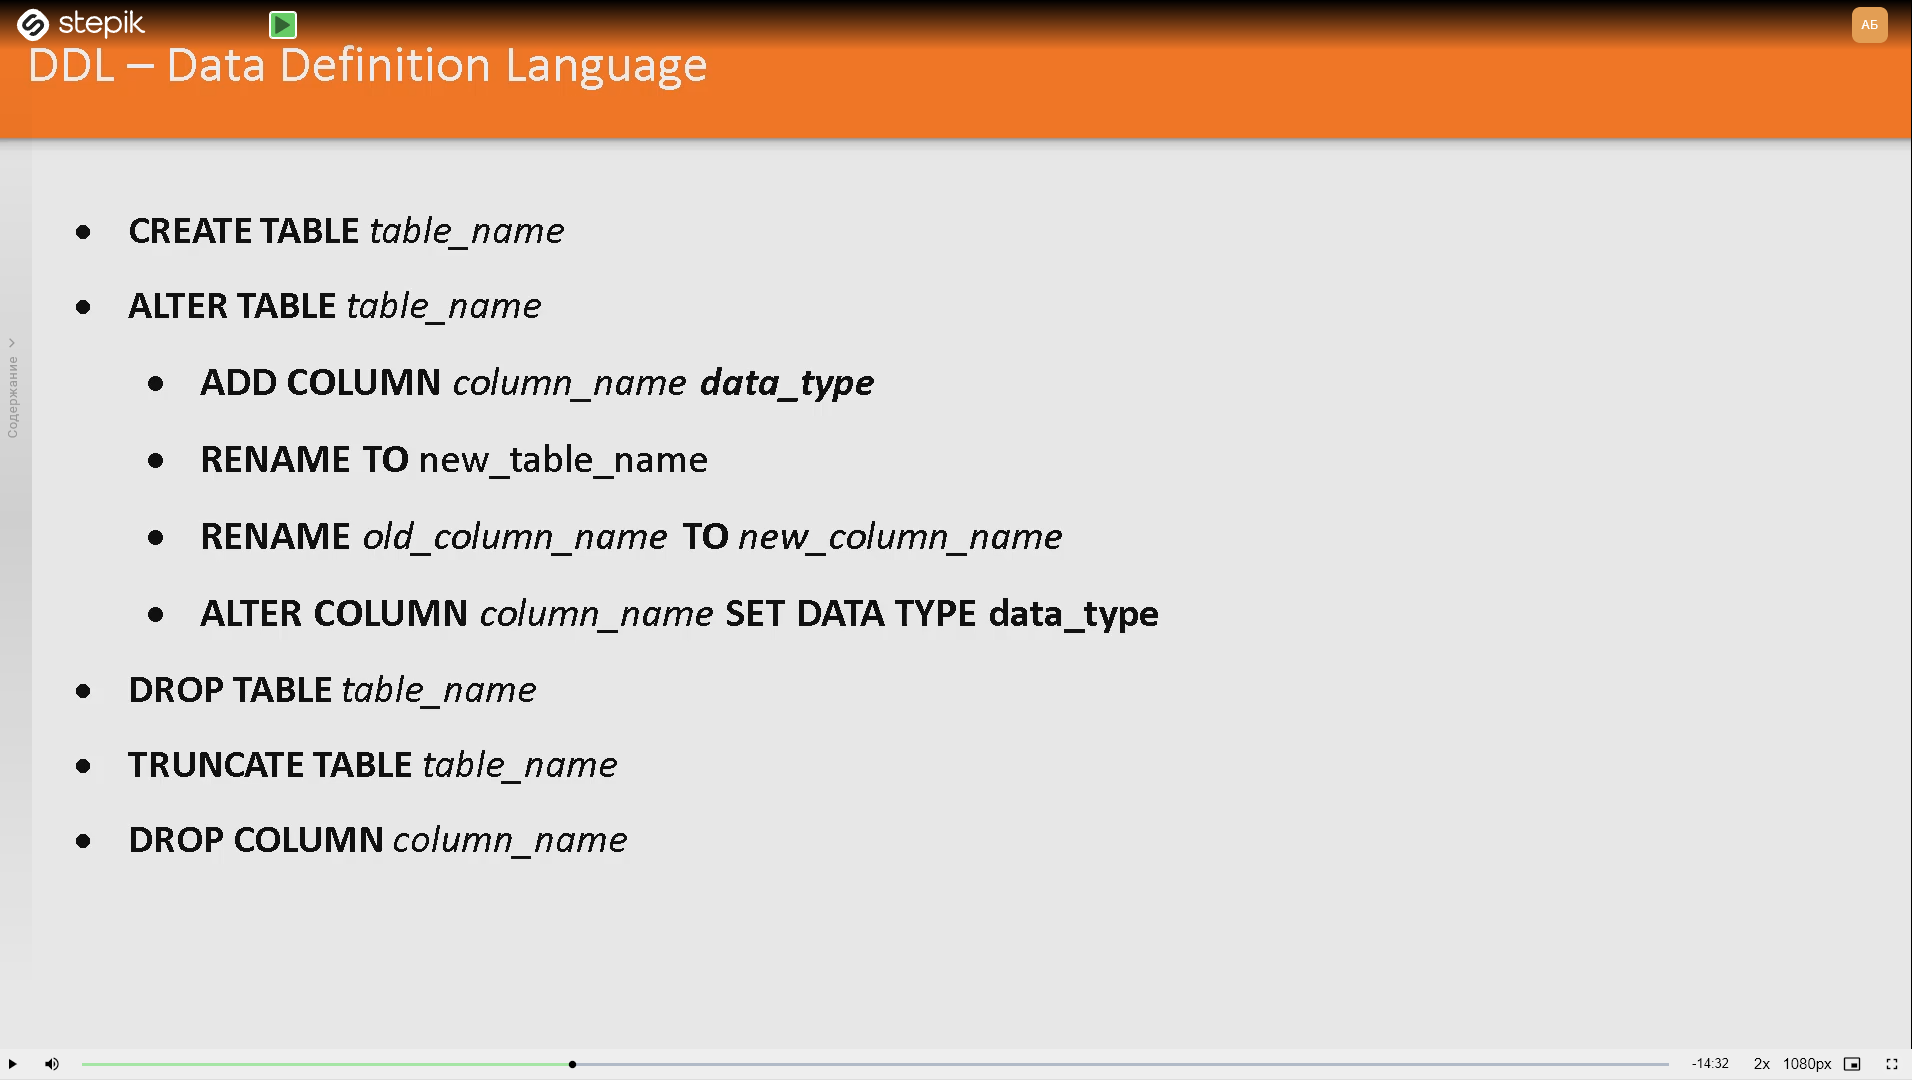 stepik
АБ
DDL – Data Definition Language
Содержание
• CREATE TABLE table_name
• ALTER TABLE table_name
• ADD COLUMN column_name data_type
• RENAME TO new_table_name
• RENAME old_column_name TO new_column_name
• ALTER COLUMN column_name SET DATA TYPE data_type
• DROP TABLE table_name
• TRUNCATE TABLE table_name
• DROP COLUMN column_name
-14:32 2x 1080px